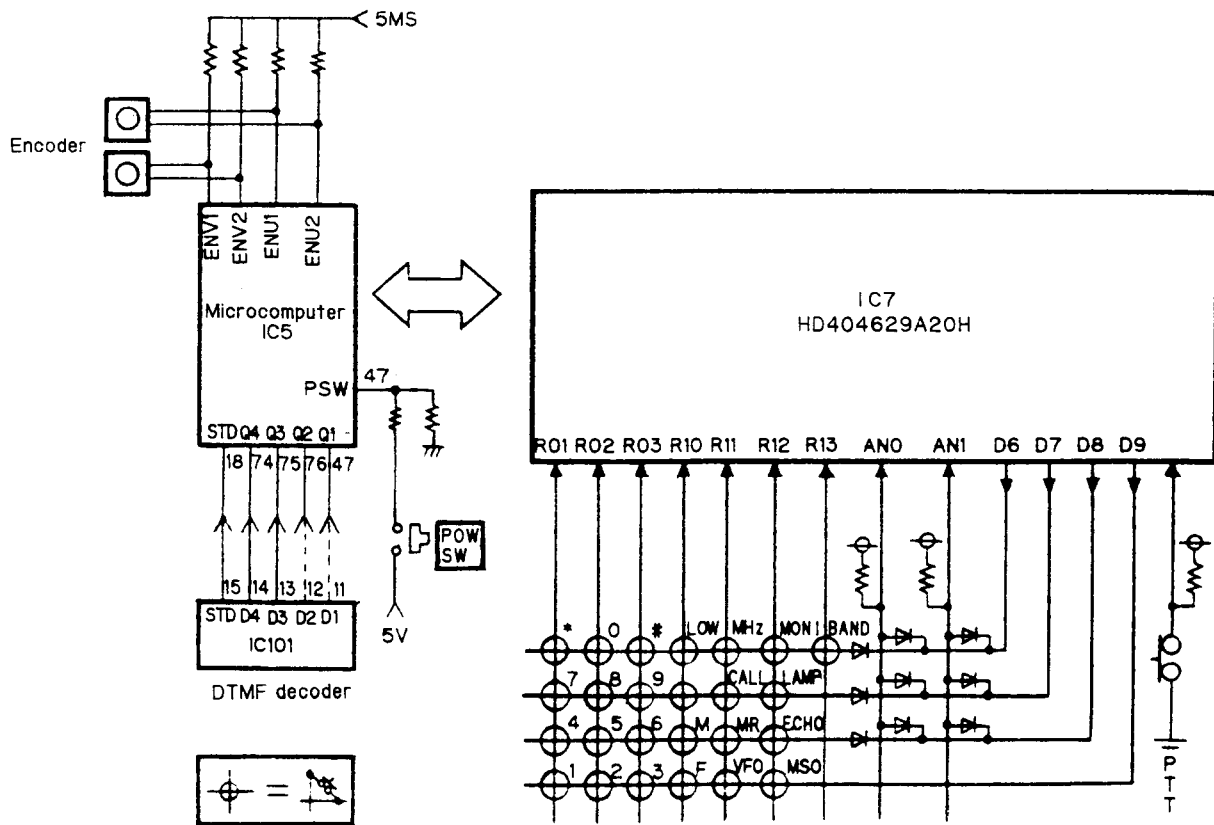 5MS
Encoder
ENV1
ENV2
ENU1
ENU2
Microcomputer
IC5
PSW
47
STD Q4 Q3 Q2 Q1
18 74 75 76 47
15 14 13 12 11
STD D4 D3 D2 D1
IC101
DTMF decoder
POW
SW
5V
IC7
HD404629A20H
R01 R02 R03 R10 R11 R12 R13 AN0 AN1 D6 D7 D8 D9
* 0 # LOW MHz MONI BAND
7 8 9 CALL LAMP
4 5 6 M MR ECHO
1 2 3 F VFO MSO
PTT
=